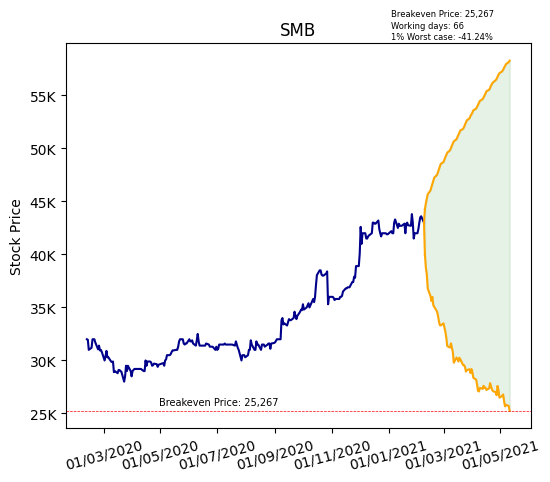 Breakeven Price: 25,267
Working days: 66
1% Worst case: -41.24%
SMB
Stock Price
55K
50K
45K
40K
35K
30K
25K
Breakeven Price: 25,267
01/03/2020
01/05/2020
01/07/2020
01/09/2020
01/11/2020
01/01/2021
01/03/2021
01/05/2021